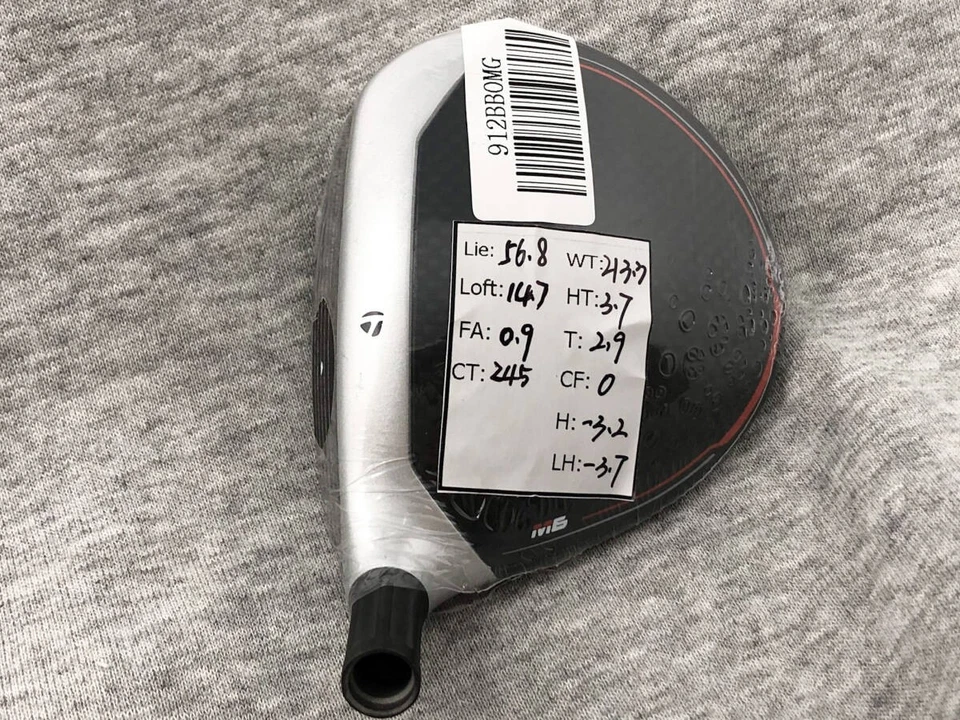 912BBOMG
Lie: 56.8 WT: 213.7
Loft: 14.7 HT: 3.7
FA: 0.9 T: 2.9
CT: 245 CF: 0
H: -3.2
LH: -3.7
M6